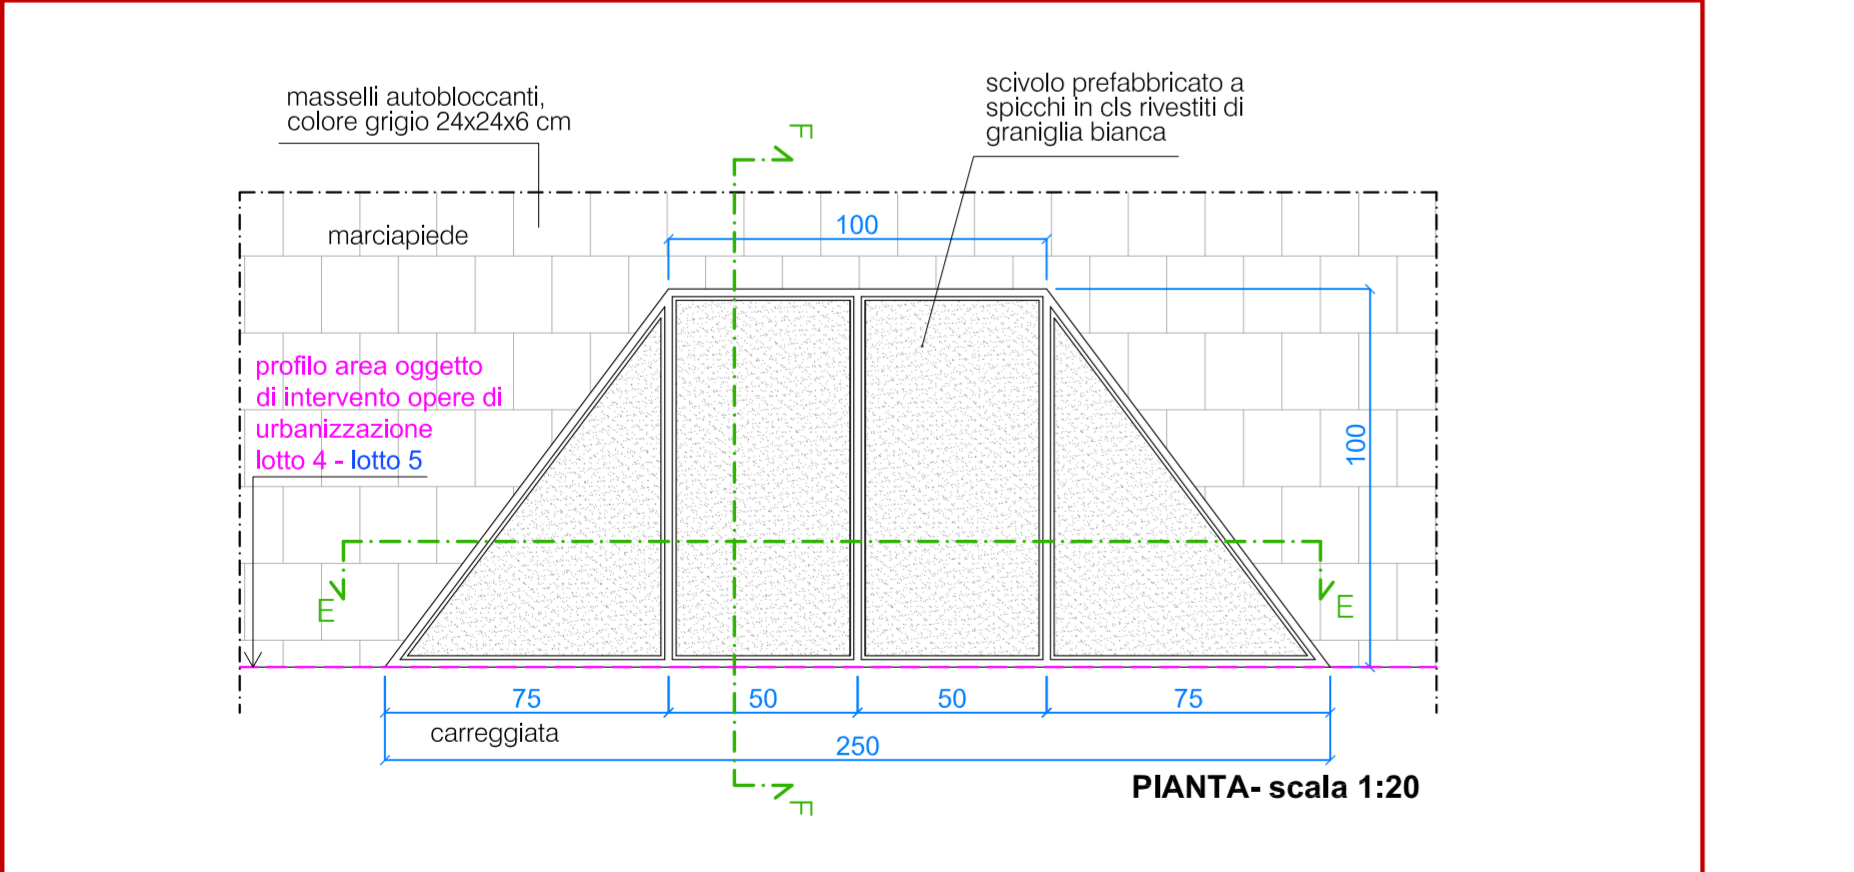 masselli autobloccanti,
colore grigio 24x24x6 cm
scivolo prefabbricato a
spicchi in cls rivestiti di
graniglia bianca
F
marciapiede
100
profilo area oggetto
di intervento opere di
urbanizzazione
lotto 4 - lotto 5
100
E
E
75
50
50
75
carreggiata
250
F
PIANTA- scala 1:20